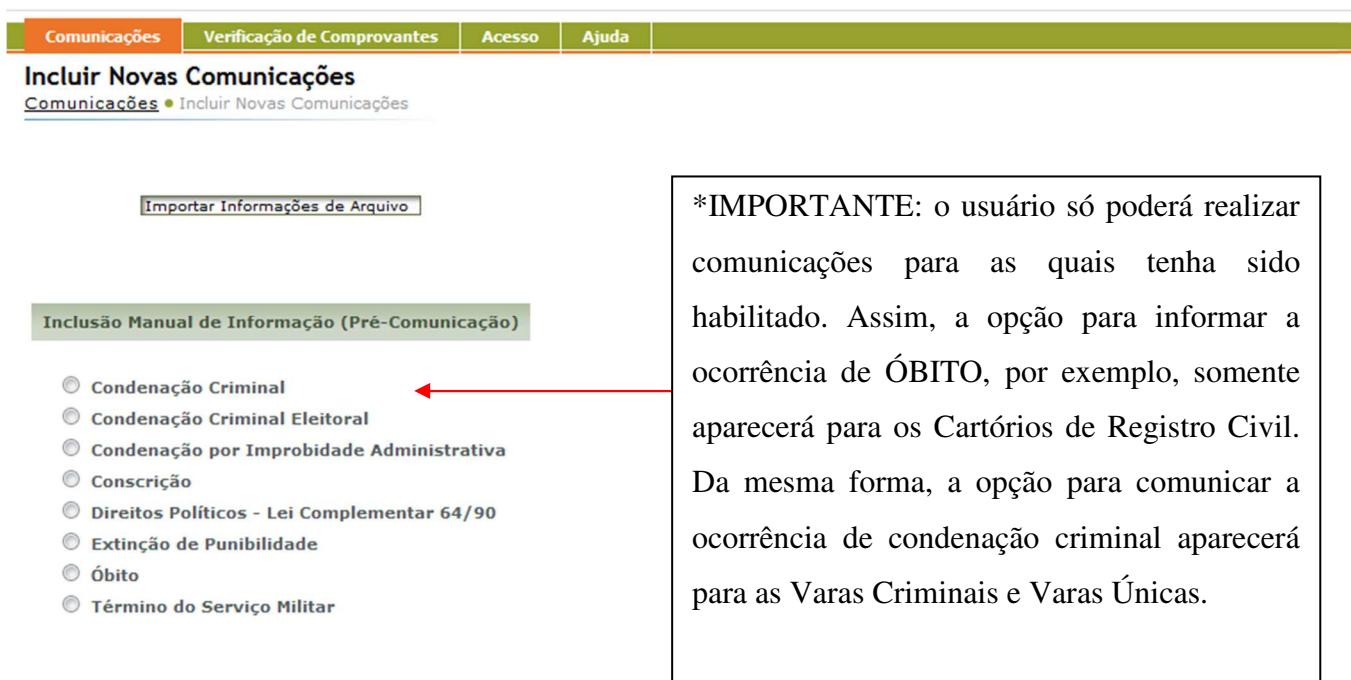 Comunicações Verificação de Comprovantes Acesso Ajuda
Incluir Novas Comunicações
Comunicações • Incluir Novas Comunicações
Importar Informações de Arquivo
Inclusão Manual de Informação (Pré-Comunicação)
Condenação Criminal
Condenação Criminal Eleitoral
Condenação por Improbidade Administrativa
Conscrição
Direitos Políticos - Lei Complementar 64/90
Extinção de Punibilidade
Óbito
Término do Serviço Militar
*IMPORTANTE: o usuário só poderá realizar
comunicações para as quais tenha sido
habilitado. Assim, a opção para informar a
ocorrência de ÓBITO, por exemplo, somente
aparecerá para os Cartórios de Registro Civil.
Da mesma forma, a opção para comunicar a
ocorrência de condenação criminal aparecerá
para as Varas Criminais e Varas Únicas.